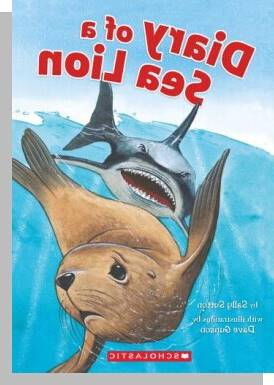 Diary of a
Sea Lion
by Sally Sutton
with illustrations by
Dave Gunson
SCHOLASTIC